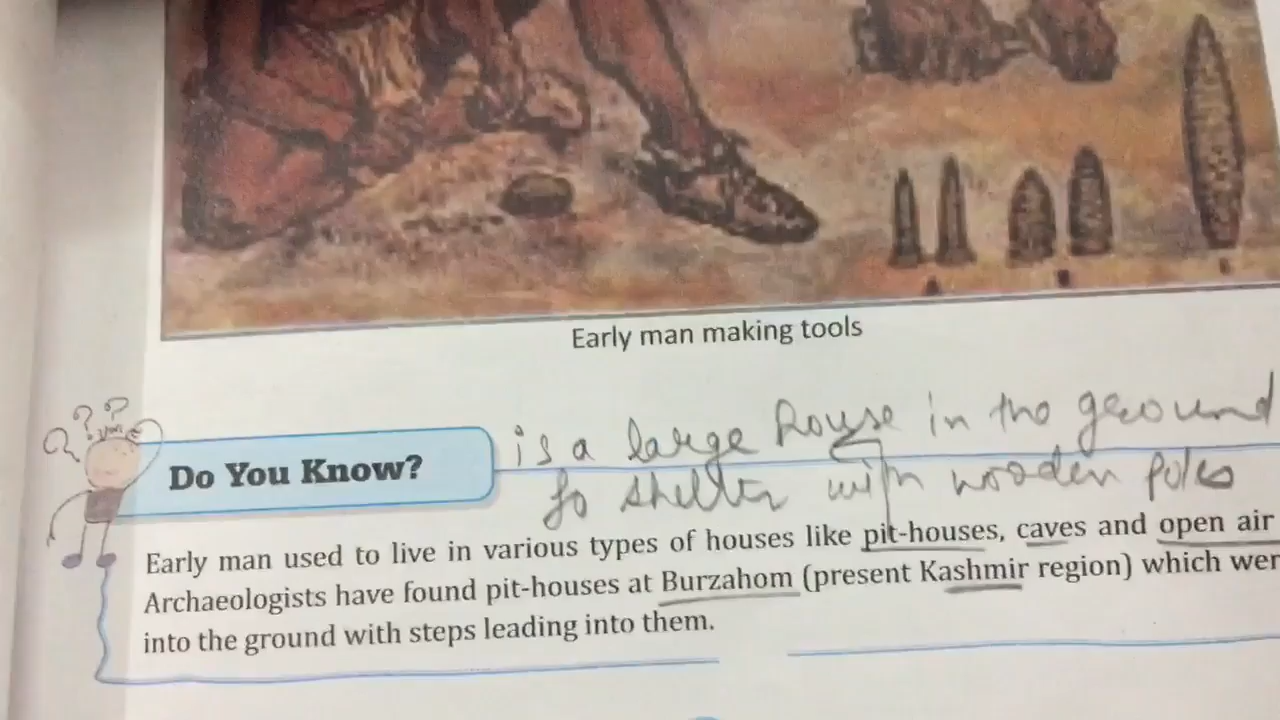 Early man making tools
is a large house in the ground
Do You Know?
fo shelter with wooden poles
Early man used to live in various types of houses like pit-houses, caves and open air
Archaeologists have found pit-houses at Burzahom (present Kashmir region) which wer
into the ground with steps leading into them.